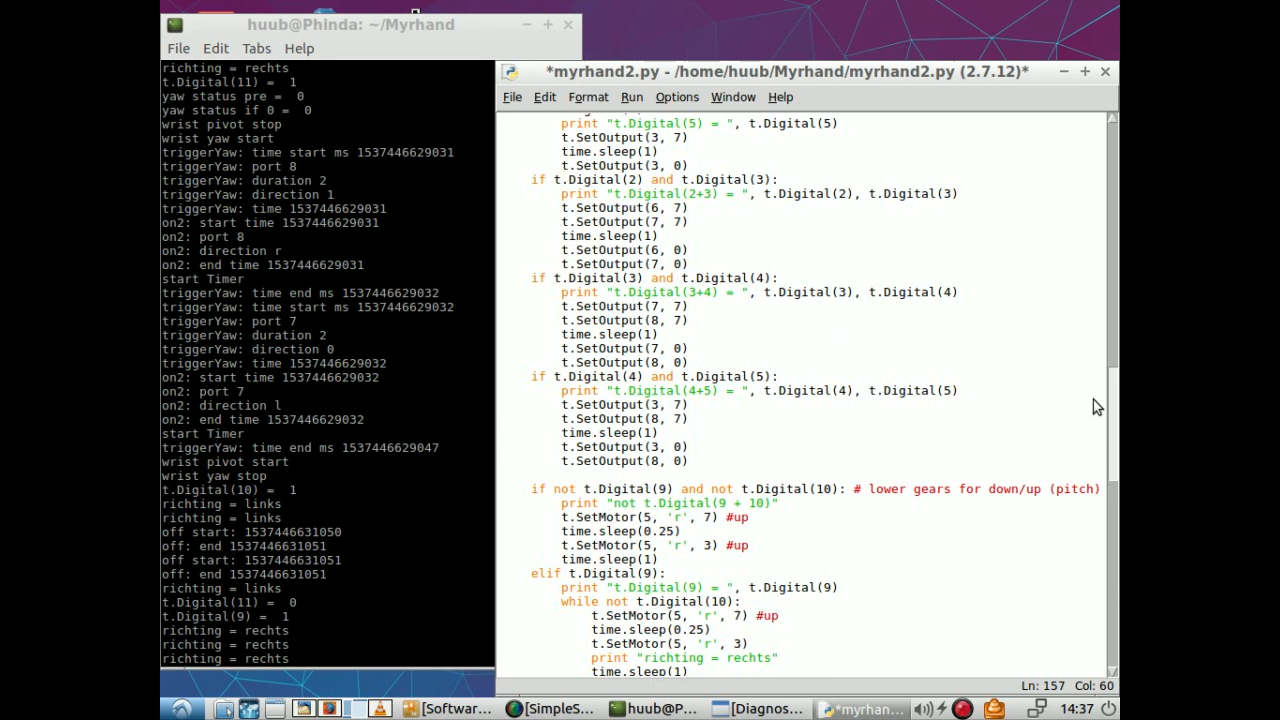 huub@Phinda: ~/Myrhand
File Edit Tabs Help
richting = rechts
t.Digital(11) =  1
yaw status pre =  0
yaw status if 0 =  0
wrist pivot stop
wrist yaw start
triggerYaw: time start ms 1537446629031
triggerYaw: port 8
triggerYaw: duration 2
triggerYaw: direction 1
triggerYaw: time 1537446629031
on2: start time 1537446629031
on2: port 8
on2: direction r
on2: end time 1537446629031
start Timer
triggerYaw: time end ms 1537446629032
triggerYaw: time start ms 1537446629032
triggerYaw: port 7
triggerYaw: duration 2
triggerYaw: direction 0
triggerYaw: time 1537446629032
on2: start time 1537446629032
on2: port 7
on2: direction l
on2: end time 1537446629032
start Timer
triggerYaw: time end ms 1537446629047
wrist pivot start
wrist yaw stop
t.Digital(10) =  1
richting = links
richting = links
off start: 1537446631050
off: end 1537446631051
off start: 1537446631051
off: end 1537446631051
richting = links
t.Digital(11) =  0
t.Digital(9) =  1
richting = rechts
richting = rechts
richting = rechts
*myrhand2.py - /home/huub/Myrhand/myrhand2.py (2.7.12)*
File Edit Format Run Options Window Help
print "t.Digital(5) = ", t.Digital(5)
t.SetOutput(3, 7)
time.sleep(1)
t.SetOutput(3, 0)
if t.Digital(2) and t.Digital(3):
print "t.Digital(2+3) = ", t.Digital(2), t.Digital(3)
t.SetOutput(6, 7)
t.SetOutput(7, 7)
time.sleep(1)
t.SetOutput(6, 0)
t.SetOutput(7, 0)
if t.Digital(3) and t.Digital(4):
print "t.Digital(3+4) = ", t.Digital(3), t.Digital(4)
t.SetOutput(7, 7)
t.SetOutput(8, 7)
time.sleep(1)
t.SetOutput(7, 0)
t.SetOutput(8, 0)
if t.Digital(4) and t.Digital(5):
print "t.Digital(4+5) = ", t.Digital(4), t.Digital(5)
t.SetOutput(3, 7)
t.SetOutput(8, 7)
time.sleep(1)
t.SetOutput(3, 0)
t.SetOutput(8, 0)
if not t.Digital(9) and not t.Digital(10): # lower gears for down/up (pitch)
print "not t.Digital(9 + 10)"
t.SetMotor(5, 'r', 7) #up
time.sleep(0.25)
t.SetMotor(5, 'r', 3) #up
time.sleep(1)
elif t.Digital(9):
print "t.Digital(9) = ", t.Digital(9)
while not t.Digital(10):
t.SetMotor(5, 'r', 7) #up
time.sleep(0.25)
t.SetMotor(5, 'r', 3)
print "richting = rechts"
time.sleep(1)
Ln: 157 Col: 60
[Softwar... [SimpleS... huub@P... [Diagnos... *myrhan... 14:37